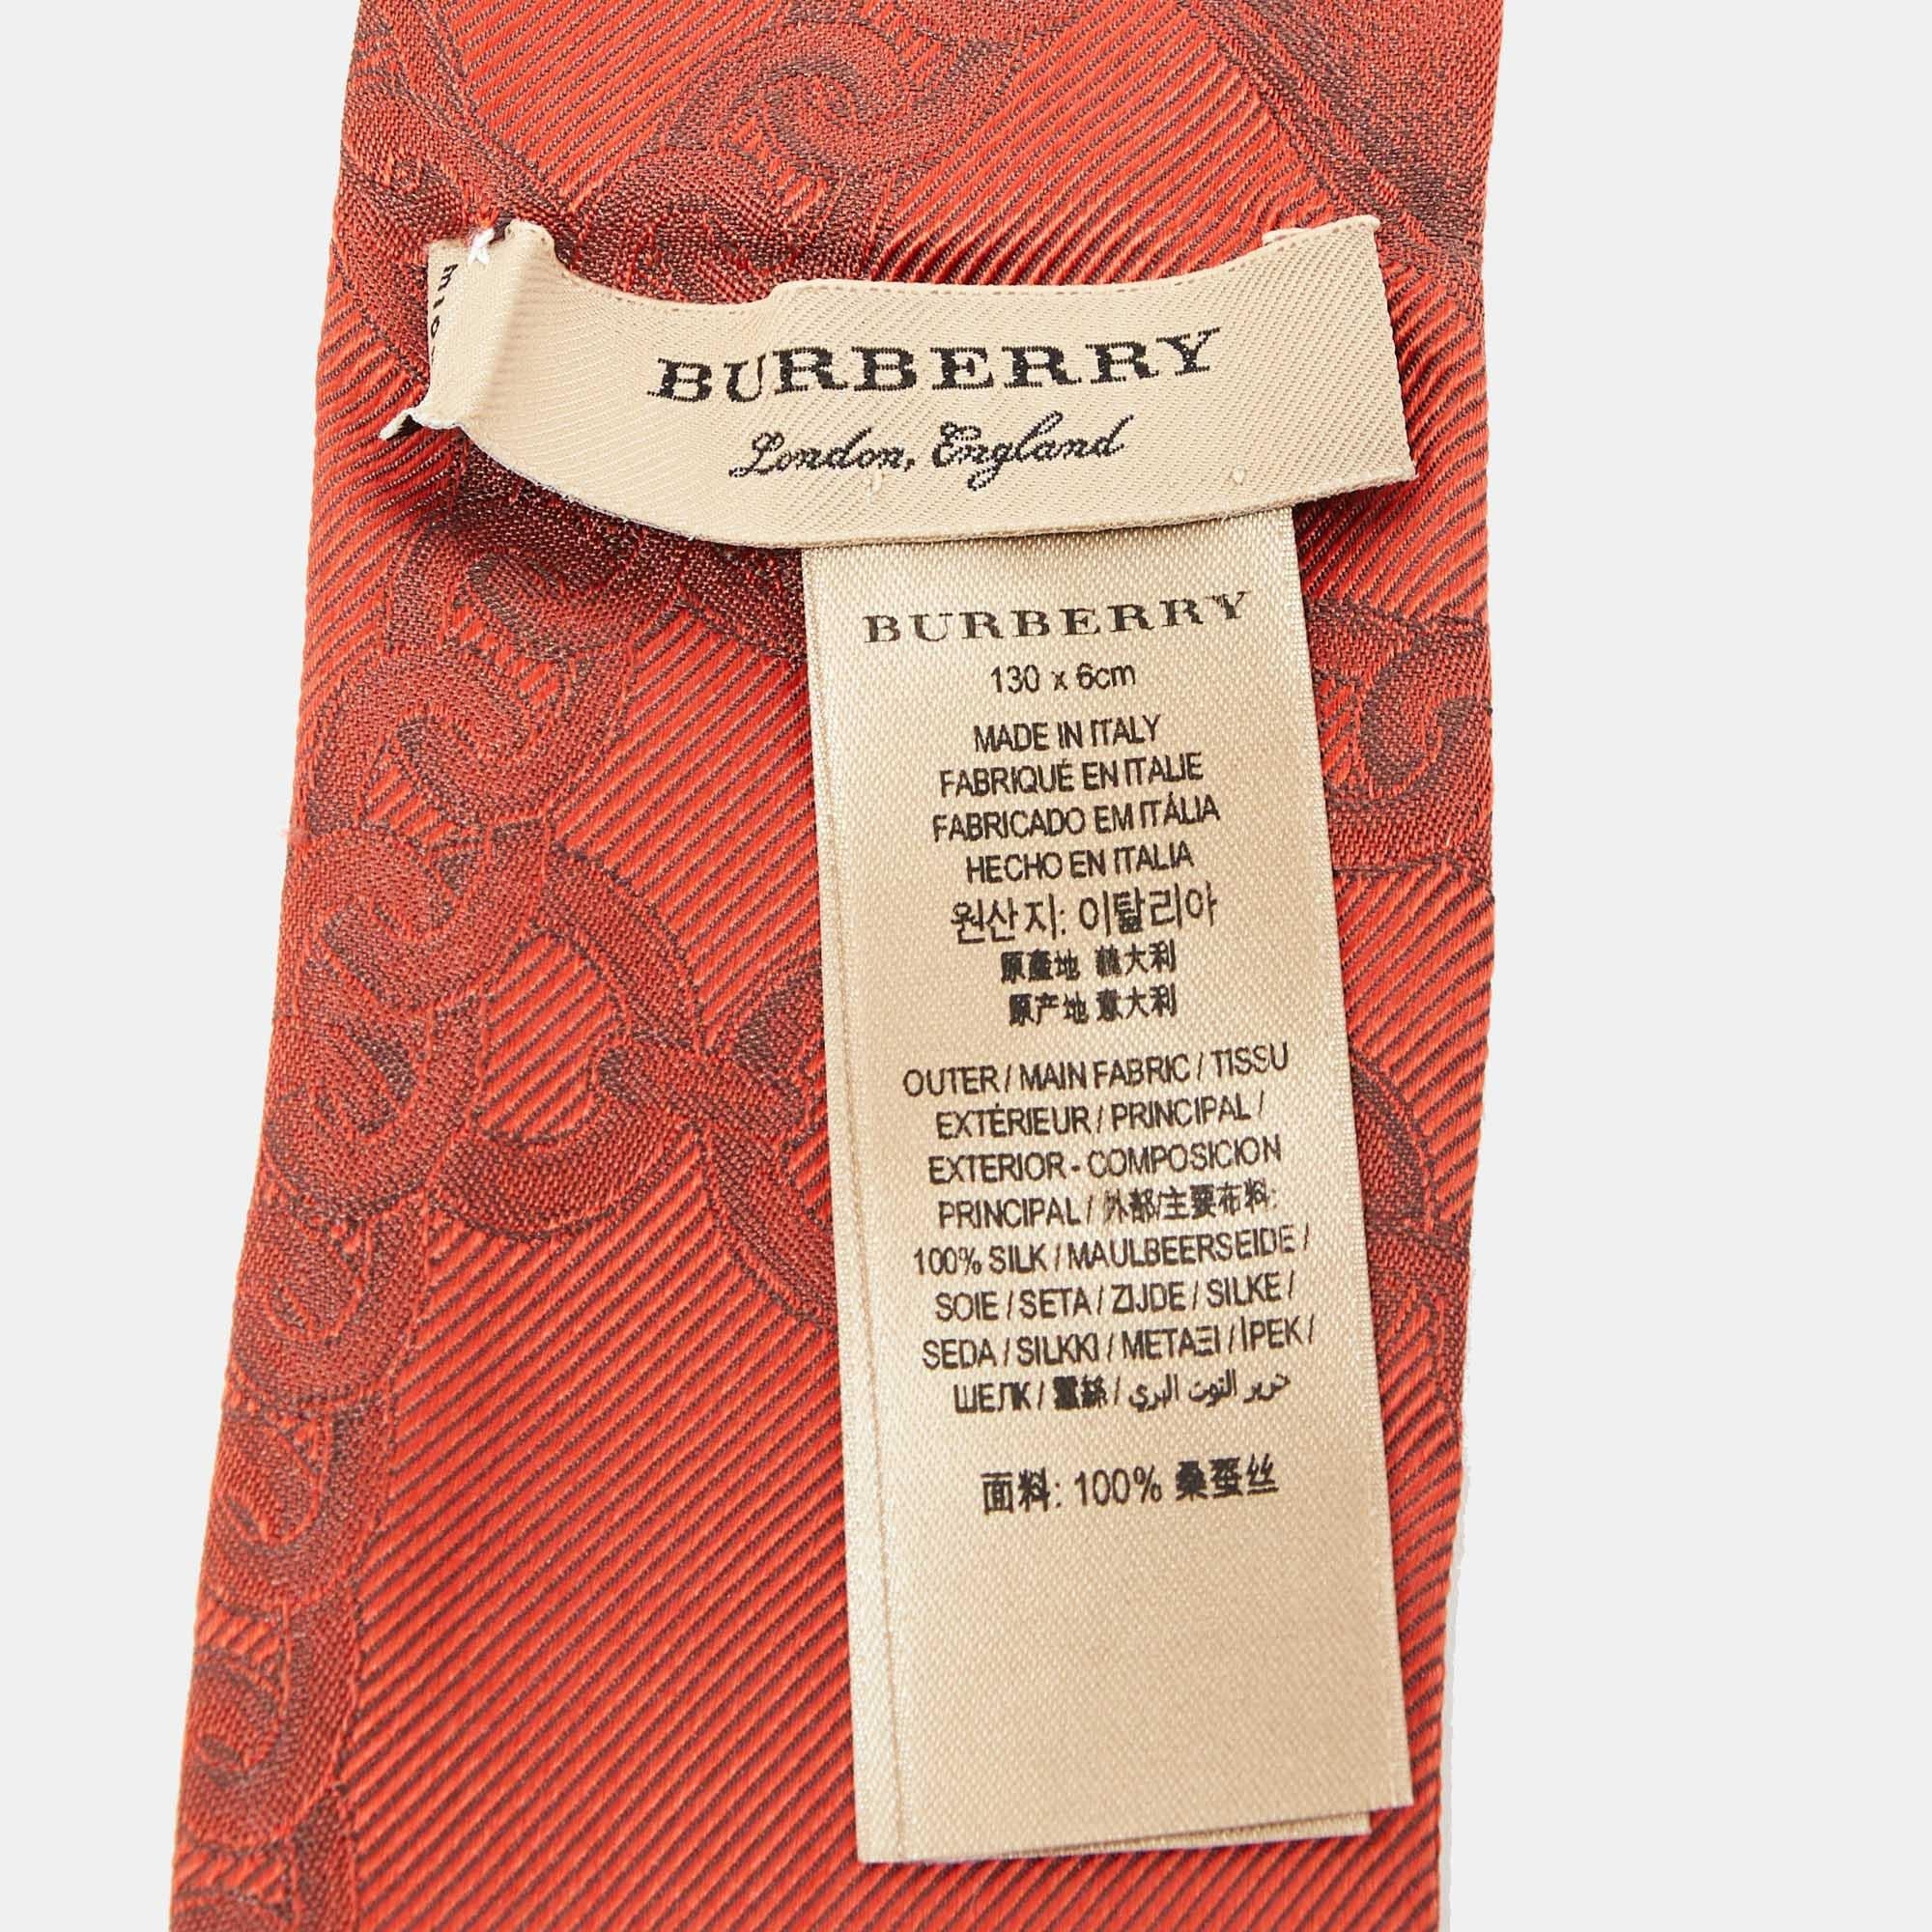 BURBERRY
London, England
BURBERRY
130 x 6cm
MADE IN ITALY
FABRIQUÉ EN ITALIE
FABRICADO EM ITÁLIA
HECHO EN ITALIA
원산지: 이탈리아
原產地 義大利
原产地 意大利
OUTER / MAIN FABRIC / TISSU
EXTÉRIEUR / PRINCIPAL /
EXTERIOR - COMPOSICION
PRINCIPAL / 外部/主要布料:
100% SILK / MAULBEERSEIDE /
SOIE / SETA / ZIJDE / SILKE /
SEDA / SILKKI / ΜΕΤΑΞΙ / İPEK /
ШЕЛК / 蠶絲 / حرير التوت البري
面料: 100% 桑蚕丝